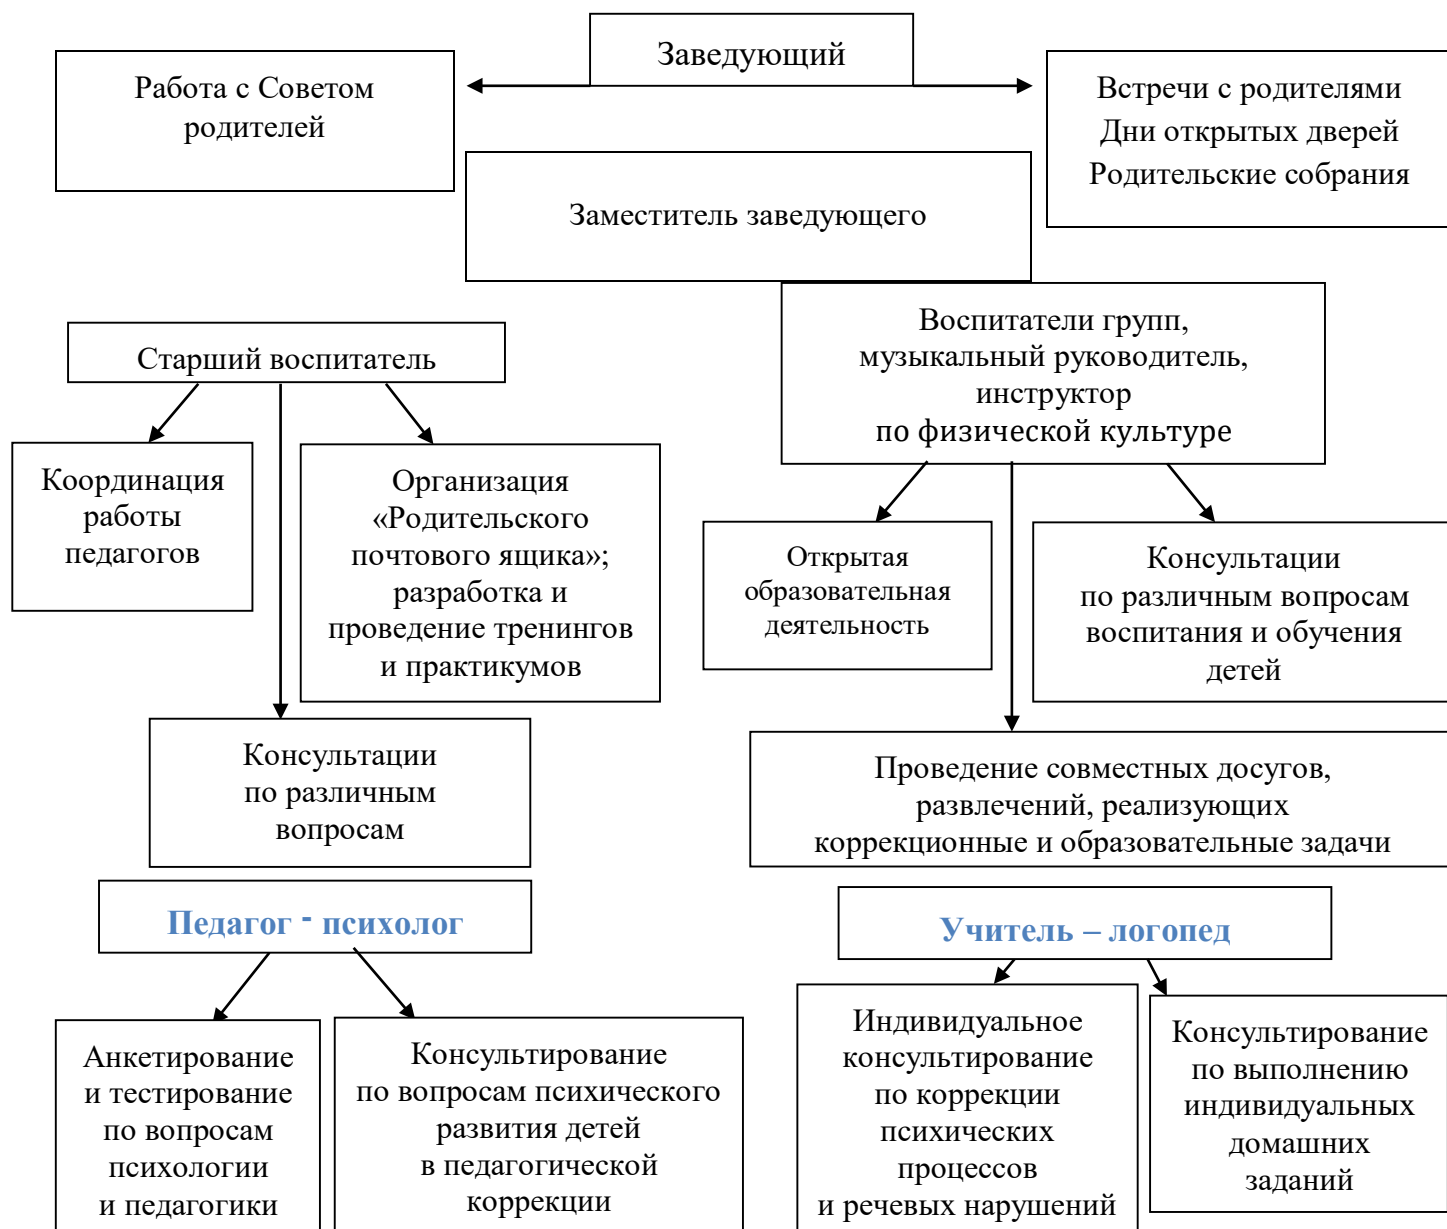 Заведующий
Работа с Советом
родителей
Встречи с родителями
Дни открытых дверей
Родительские собрания
Заместитель заведующего
Старший воспитатель
Воспитатели групп,
музыкальный руководитель,
инструктор
по физической культуре
Координация
работы
педагогов
Организация
«Родительского
почтового ящика»;
разработка и
проведение тренингов
и практикумов
Открытая
образовательная
деятельность
Консультации
по различным вопросам
воспитания и обучения
детей
Консультации
по различным
вопросам
Проведение совместных досугов,
развлечений, реализующих
коррекционные и образовательные задачи
Педагог - психолог
Учитель – логопед
Анкетирование
и тестирование
по вопросам
психологии
и педагогики
Консультирование
по вопросам психического
развития детей
в педагогической
коррекции
Индивидуальное
консультирование
по коррекции
психических
процессов
и речевых нарушений
Консультирование
по выполнению
индивидуальных
домашних
заданий